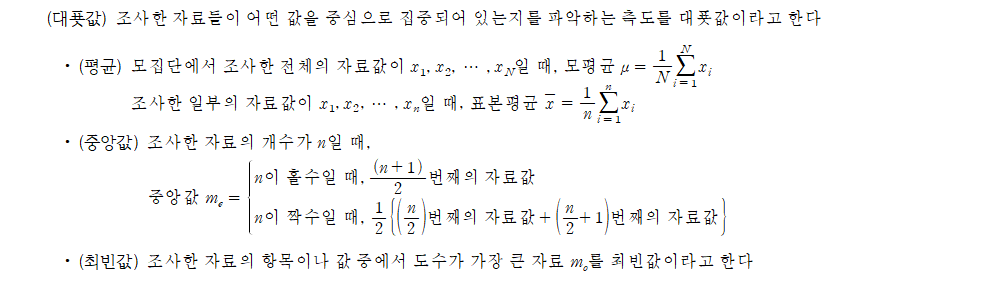 (대푯값) 조사한 자료들이 어떤 값을 중심으로 집중되어 있는지를 파악하는 측도를 대푯값이라고 한다
· (평균) 모집단에서 조사한 전체의 자료값이 x₁, x₂, ⋯ , x_N일 때, 모평균 μ = \frac{1}{N}\sum_{i=1}^{N} x_i
조사한 일부의 자료값이 x₁, x₂, ⋯ , x_n일 때, 표본평균 \overline{x} = \frac{1}{n}\sum_{i=1}^{n} x_i
· (중앙값) 조사한 자료의 개수가 n일 때,
중앙값 m_e = { n이 홀수일 때, \frac{(n+1)}{2}번째의 자료값
n이 짝수일 때, \frac{1}{2}{(\frac{n}{2})번째의 자료값+(\frac{n}{2}+1)번째의 자료값}
· (최빈값) 조사한 자료의 항목이나 값 중에서 도수가 가장 큰 자료 m_o를 최빈값이라고 한다